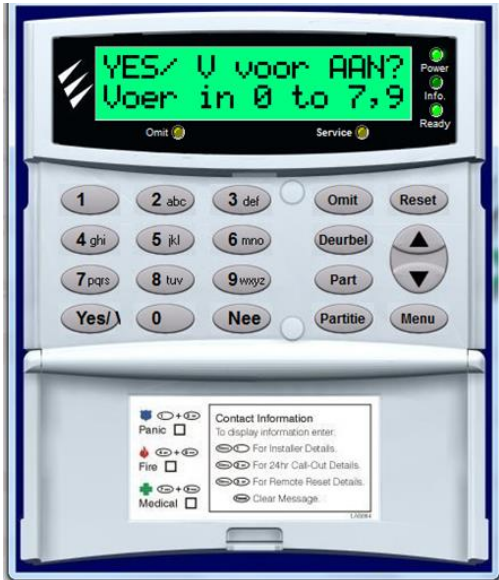 YES/ V voor AAN?
Voer in 0 to 7,9
Power
Info.
Ready
Omit
Service
1
2 abc
3 def
Omit
Reset
4 ghi
5 jkl
6 mno
Deurbel
7 pqrs
8 tuv
9 wxyz
Part
Yes/
0
Nee
Partitie
Menu
Panic
Fire
Medical
Contact Information
To display information enter:
For Installer Details.
For 24hr Call-Out Details.
For Remote Reset Details.
Clear Message.